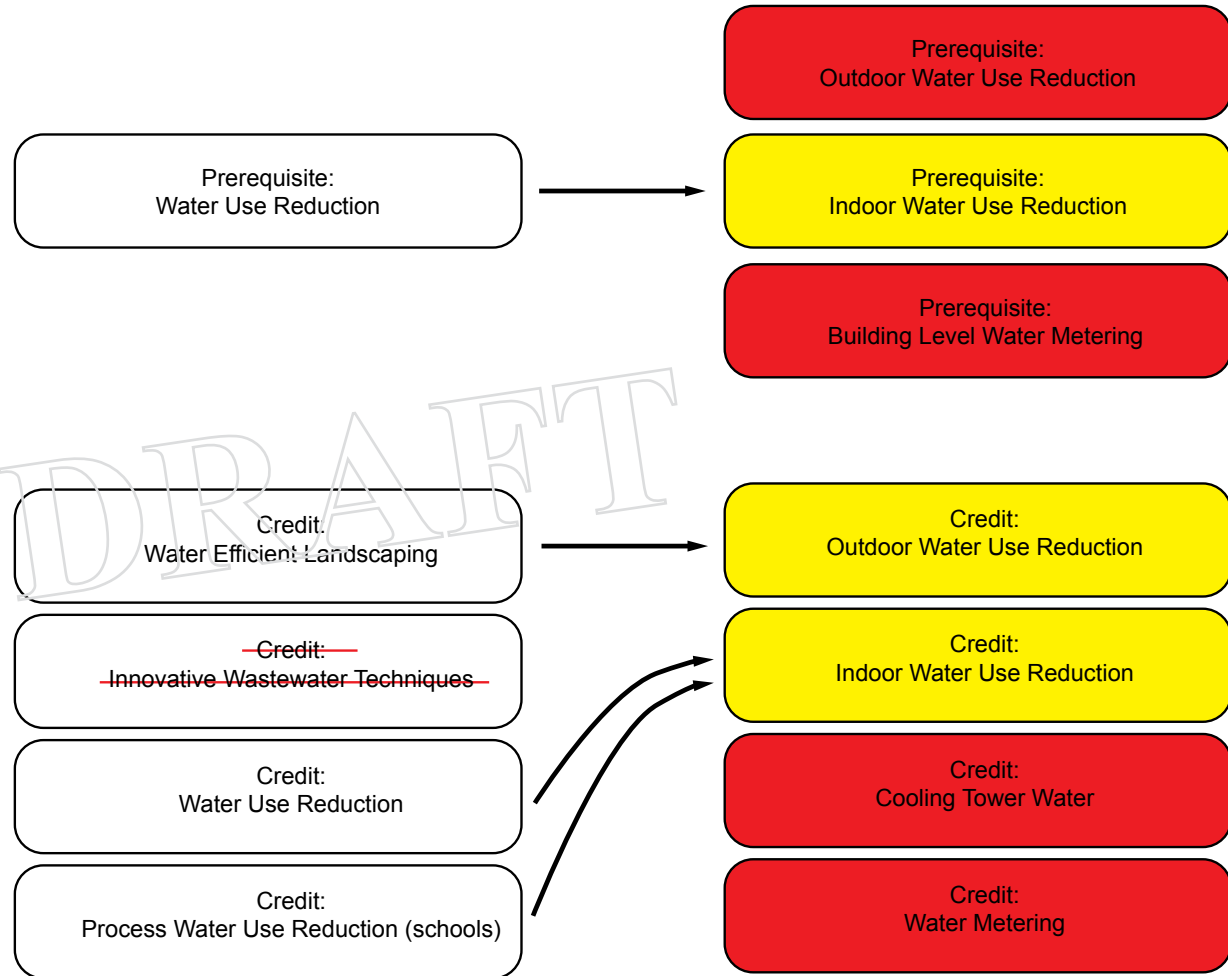 Prerequisite:
Outdoor Water Use Reduction
Prerequisite:
Water Use Reduction
Prerequisite:
Indoor Water Use Reduction
Prerequisite:
Building Level Water Metering
DRAFT
Credit:
Water Efficient Landscaping
Credit:
Outdoor Water Use Reduction
Credit:
Innovative Wastewater Techniques
Credit:
Indoor Water Use Reduction
Credit:
Water Use Reduction
Credit:
Cooling Tower Water
Credit:
Process Water Use Reduction (schools)
Credit:
Water Metering